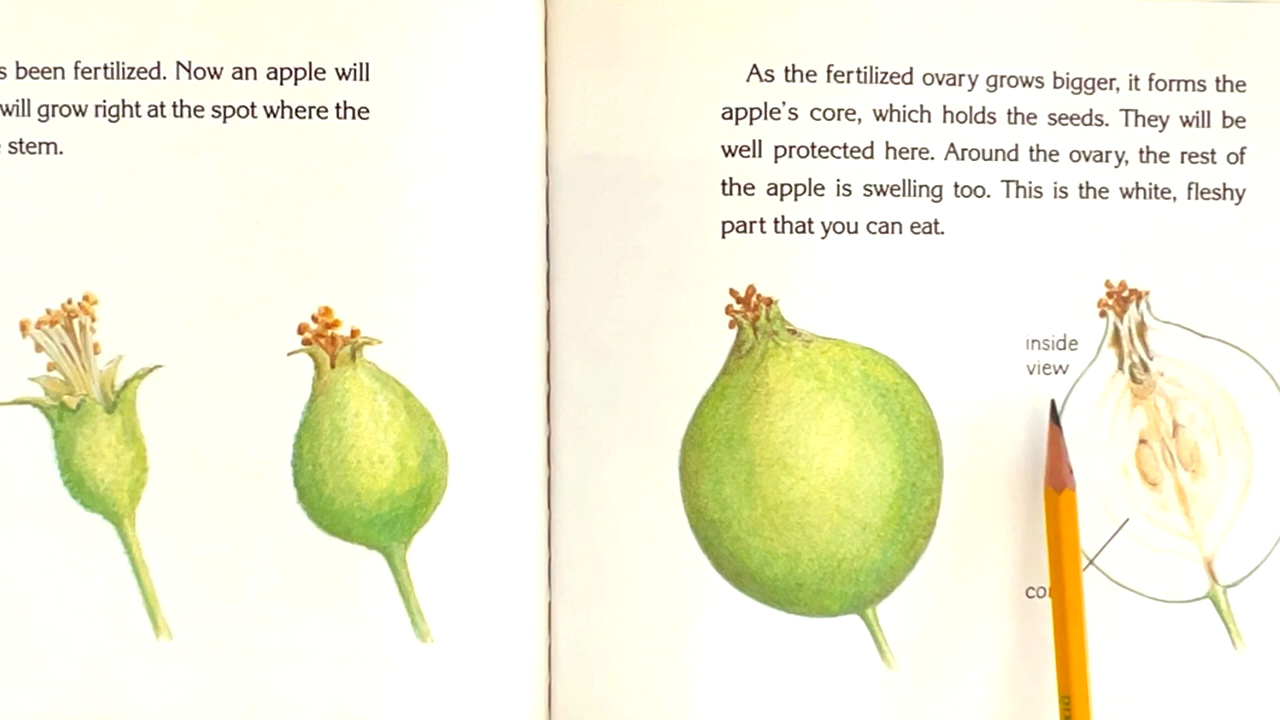 s been fertilized. Now an apple will
will grow right at the spot where the
stem.
As the fertilized ovary grows bigger, it forms the
apple's core, which holds the seeds. They will be
well protected here. Around the ovary, the rest of
the apple is swelling too. This is the white, fleshy
part that you can eat.
inside
view
co